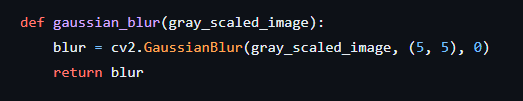 def gaussian_blur(gray_scaled_image):
    blur = cv2.GaussianBlur(gray_scaled_image, (5, 5), 0)
    return blur